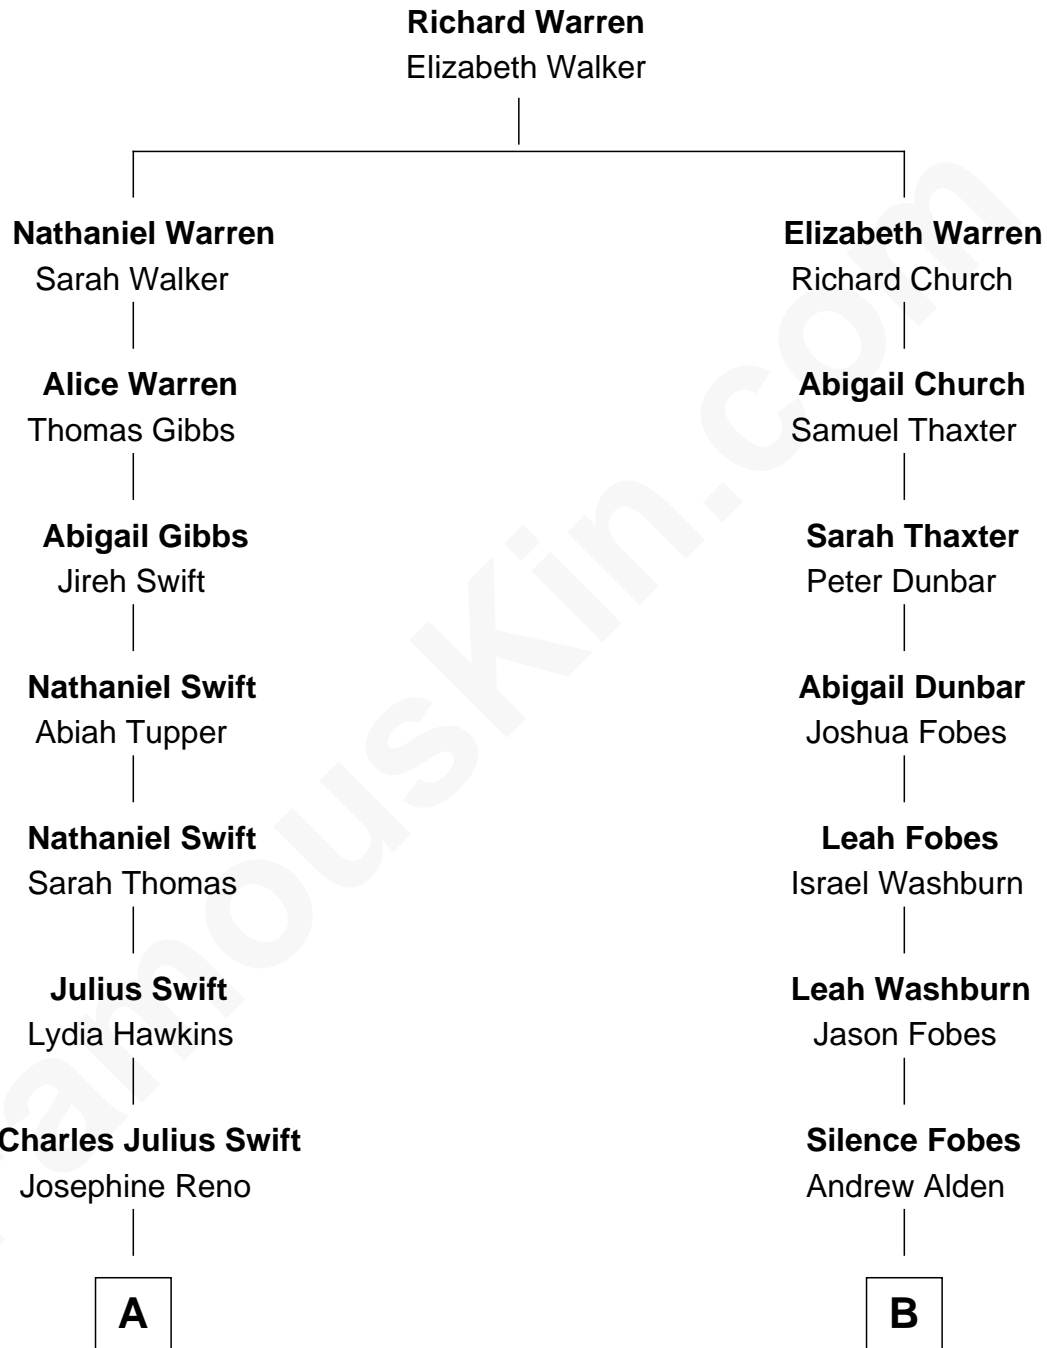 Richard Warren
Elizabeth Walker
Nathaniel Warren
Sarah Walker
Alice Warren
Thomas Gibbs
Abigail Gibbs
Jireh Swift
Nathaniel Swift
Abiah Tupper
Nathaniel Swift
Sarah Thomas
Julius Swift
Lydia Hawkins
Charles Julius Swift
Josephine Reno
A
Elizabeth Warren
Richard Church
Abigail Church
Samuel Thaxter
Sarah Thaxter
Peter Dunbar
Abigail Dunbar
Joshua Fobes
Leah Fobes
Israel Washburn
Leah Washburn
Jason Fobes
Silence Fobes
Andrew Alden
B
famouskin.com